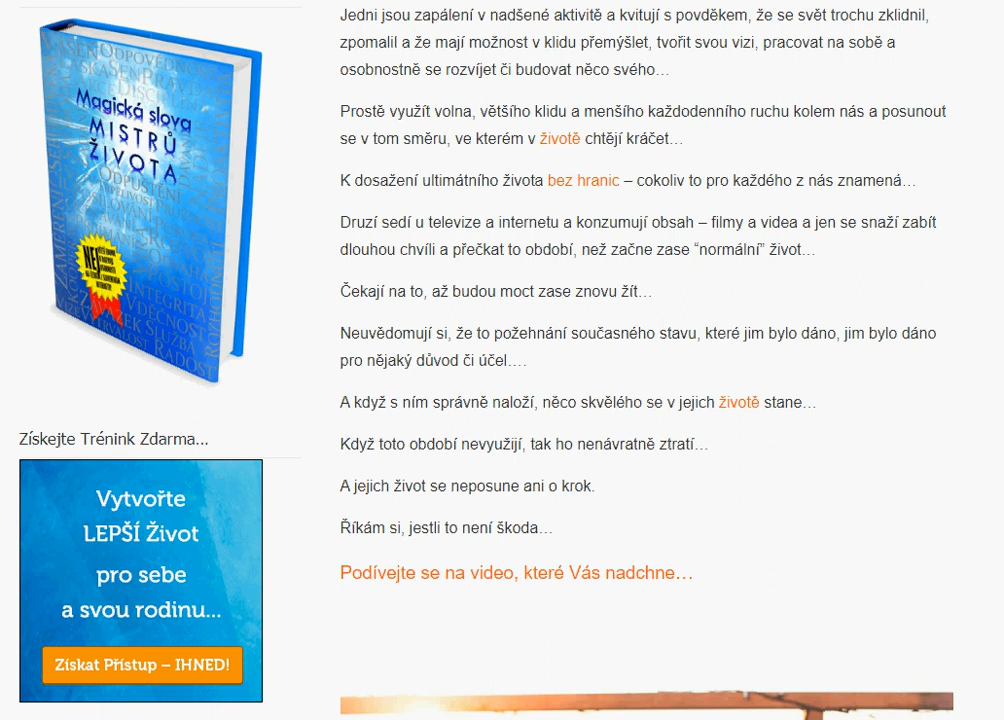 Magická slova
MISTRŮ
ŽIVOTA
ODPUŠTĚNÍ
INTEGRITA
VDĚČNOST
SLUŽBA
RADOST
NEJ
Získejte Trénink Zdarma...
Vytvořte
LEPŠÍ Život
pro sebe
a svou rodinu...
Získat Přístup – IHNED!
Jedni jsou zapálení v nadšené aktivitě a kvitují s povděkem, že se svět trochu zklidnil,
zpomalil a že mají možnost v klidu přemýšlet, tvořit svou vizi, pracovat na sobě a
osobnostně se rozvíjet či budovat něco svého…
Prostě využít volna, většího klidu a menšího každodenního ruchu kolem nás a posunout
se v tom směru, ve kterém v životě chtějí kráčet…
K dosažení ultimátního života bez hranic – cokoliv to pro každého z nás znamená…
Druzí sedí u televize a internetu a konzumují obsah – filmy a videa a jen se snaží zabít
dlouhou chvíli a přečkat to období, než začne zase “normální” život…
Čekají na to, až budou moct zase znovu žít…
Neuvědomují si, že to požehnání současného stavu, které jim bylo dáno, jim bylo dáno
pro nějaký důvod či účel….
A když s ním správně naloží, něco skvělého se v jejich životě stane…
Když toto období nevyužijí, tak ho nenávratně ztratí…
A jejich život se neposune ani o krok.
Říkám si, jestli to není škoda…
Podívejte se na video, které Vás nadchne…